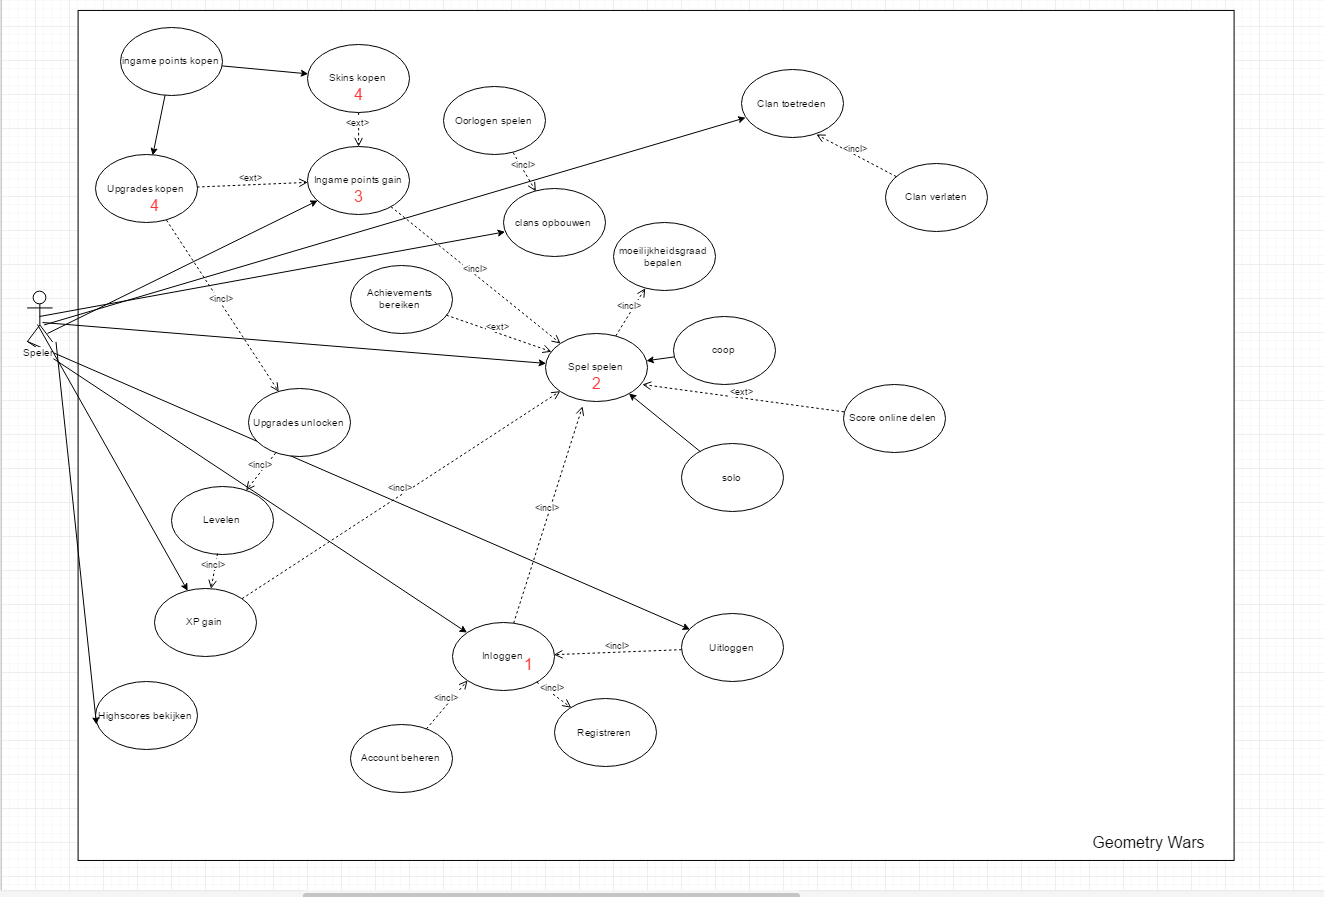 ingame points kopen
Skins kopen
4
<ext>
Oorlogen spelen
<incl>
Clan toetreden
<incl>
Clan verlaten
Upgrades kopen
4
<ext>
Ingame points gain
3
clans opbouwen
moeilijkheidsgraad
bepalen
<incl>
<incl>
<incl>
Achievements
bereiken
<ext>
Speler
Spel spelen
2
coop
<ext>
Score online delen
Upgrades unlocken
<incl>
solo
<incl>
<incl>
Levelen
<incl>
XP gain
Inloggen
1
<incl>
Uitloggen
<incl>
<incl>
Highscores bekijken
Account beheren
Registreren
Geometry Wars